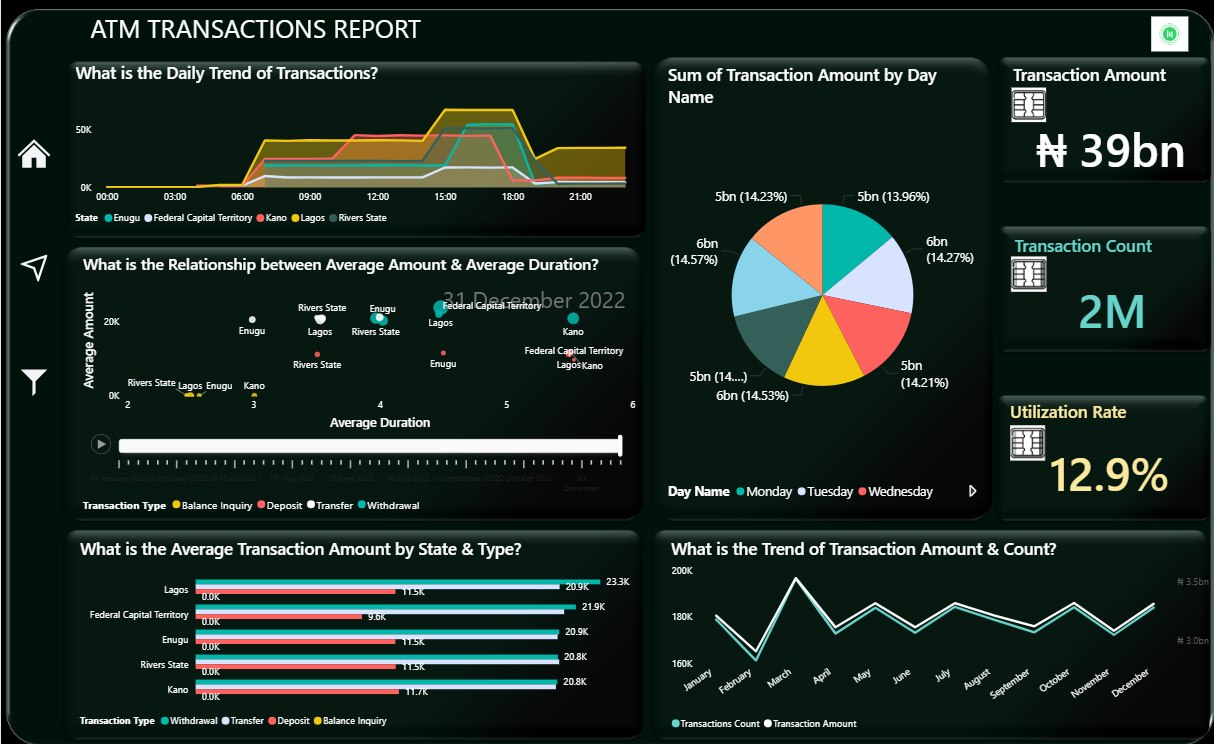 ATM TRANSACTIONS REPORT
What is the Daily Trend of Transactions?
50K
0K
00:00 03:00 06:00 09:00 12:00 15:00 18:00 21:00
State Enugu Federal Capital Territory Kano Lagos Rivers State
What is the Relationship between Average Amount & Average Duration?
31 December 2022
Average Amount
20K
0K
Rivers State
Enugu
Federal Capital Territory
Enugu
Lagos
Rivers State
Lagos
Kano
Rivers State
Enugu
Federal Capital Territory
Lagos
Kano
Rivers State
Lagos
Enugu
Kano
2 3 4 5 6
Average Duration
Transaction Type Balance Inquiry Deposit Transfer Withdrawal
What is the Average Transaction Amount by State & Type?
Lagos
23.3K
20.9K
11.5K
0.0K
Federal Capital Territory
21.9K
9.6K
0.0K
Enugu
20.9K
11.5K
0.0K
Rivers State
20.8K
11.5K
0.0K
Kano
20.8K
11.7K
0.0K
Transaction Type Withdrawal Transfer Deposit Balance Inquiry
Sum of Transaction Amount by Day
Name
5bn (14.23%)
5bn (13.96%)
6bn
(14.57%)
6bn
(14.27%)
5bn (14....)
5bn
(14.21%)
6bn (14.53%)
Day Name Monday Tuesday Wednesday
Transaction Amount
₦ 39bn
Transaction Count
2M
Utilization Rate
12.9%
What is the Trend of Transaction Amount & Count?
200K
180K
160K
₦ 3.5bn
₦ 3.0bn
January February March April May June July August September October November December
Transactions Count Transaction Amount